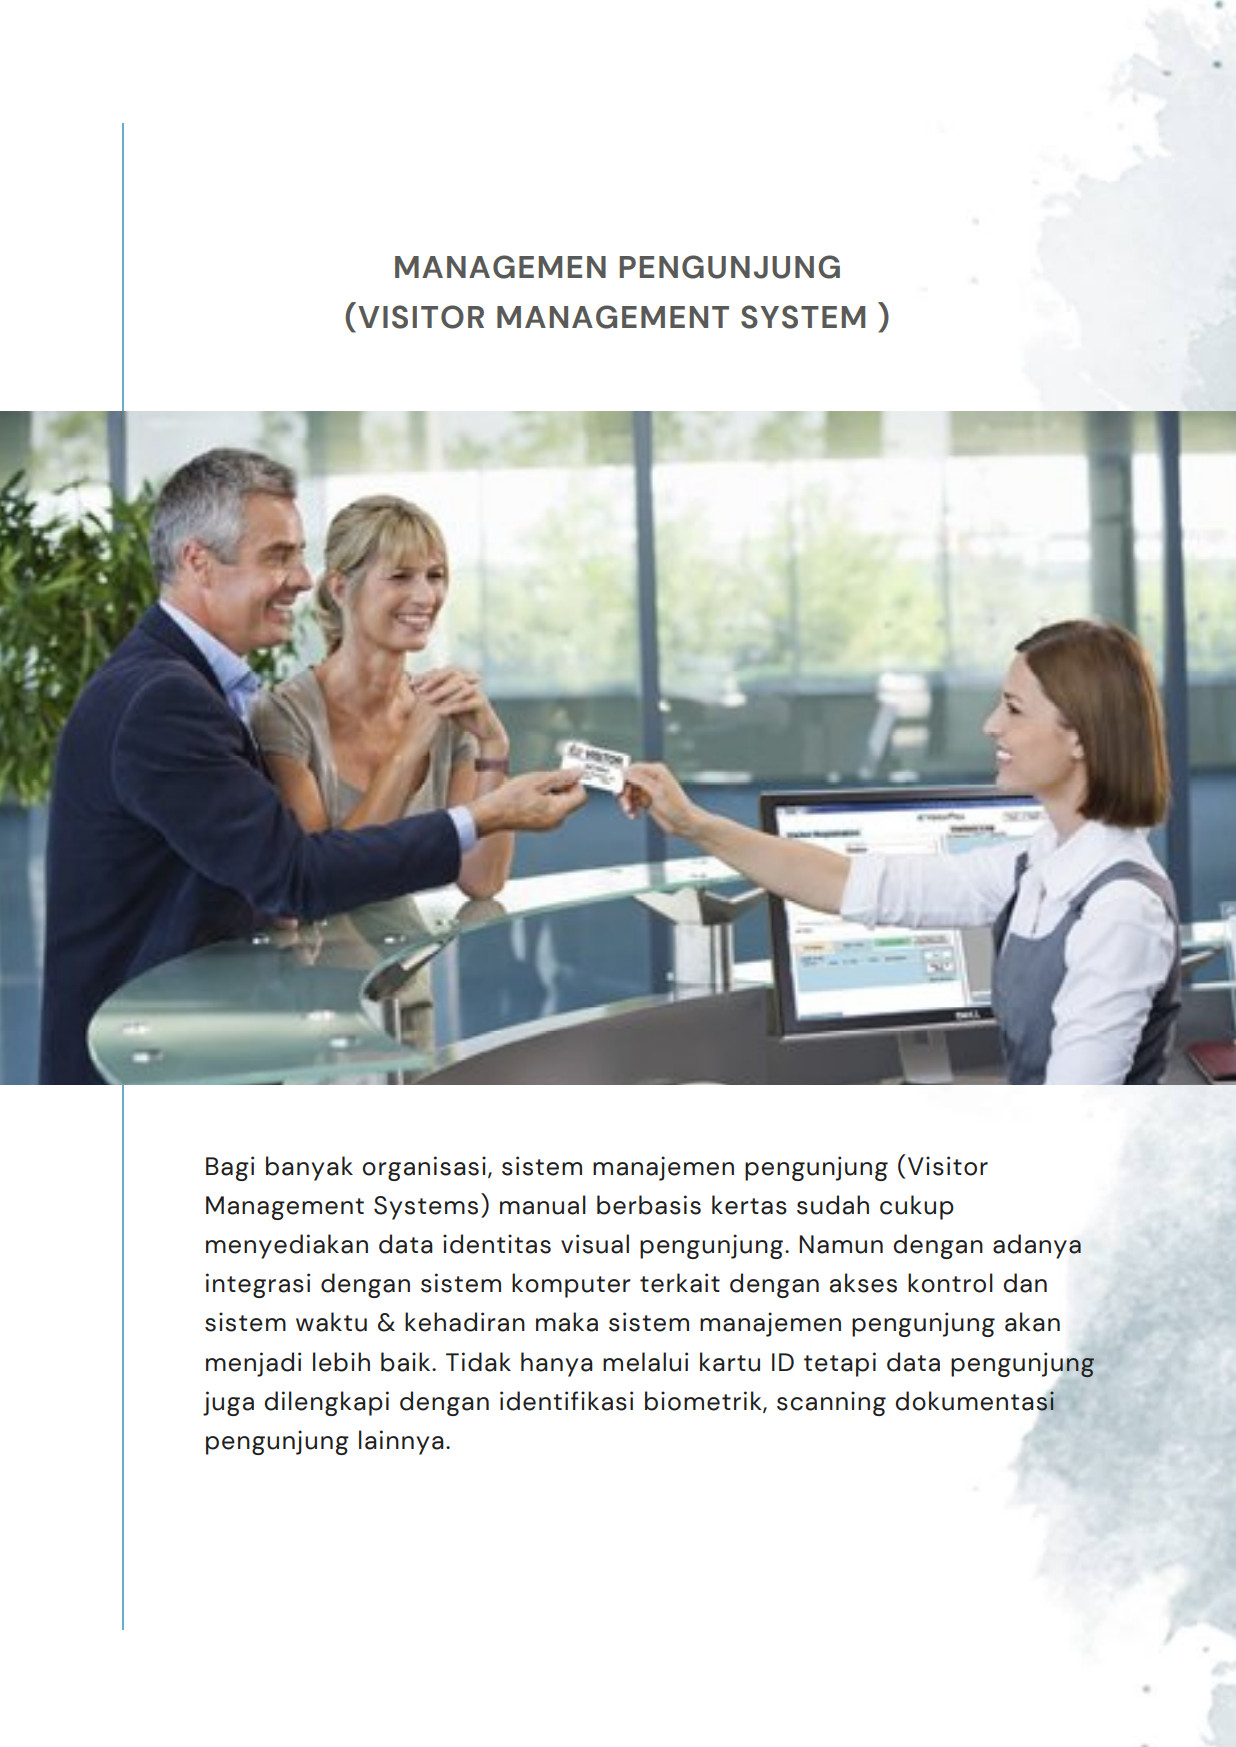 MANAGEMEN PENGUNJUNG
(VISITOR MANAGEMENT SYSTEM )
VISITOR
DELL
Bagi banyak organisasi, sistem manajemen pengunjung (Visitor
Management Systems) manual berbasis kertas sudah cukup
menyediakan data identitas visual pengunjung. Namun dengan adanya
integrasi dengan sistem komputer terkait dengan akses kontrol dan
sistem waktu & kehadiran maka sistem manajemen pengunjung akan
menjadi lebih baik. Tidak hanya melalui kartu ID tetapi data pengunjung
juga dilengkapi dengan identifikasi biometrik, scanning dokumentasi
pengunjung lainnya.